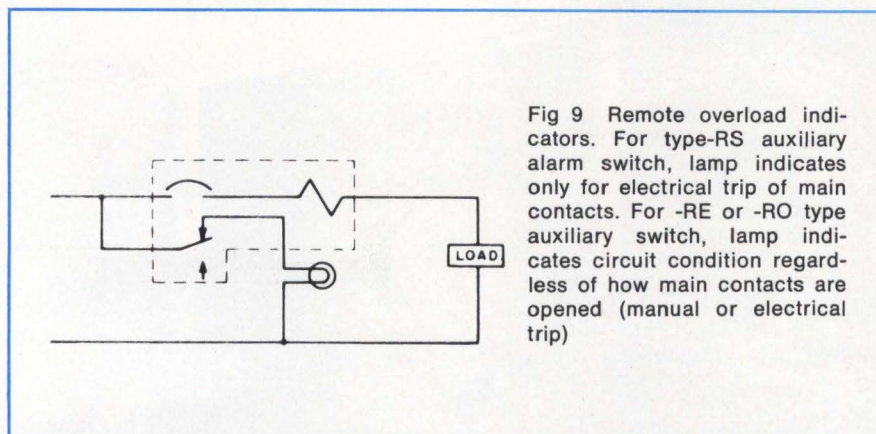 Fig 9 Remote overload indi-
cators. For type-RS auxiliary
alarm switch, lamp indicates
only for electrical trip of main
contacts. For -RE or -RO type
auxiliary switch, lamp indi-
cates circuit condition regard-
less of how main contacts are
opened (manual or electrical
trip)
LOAD